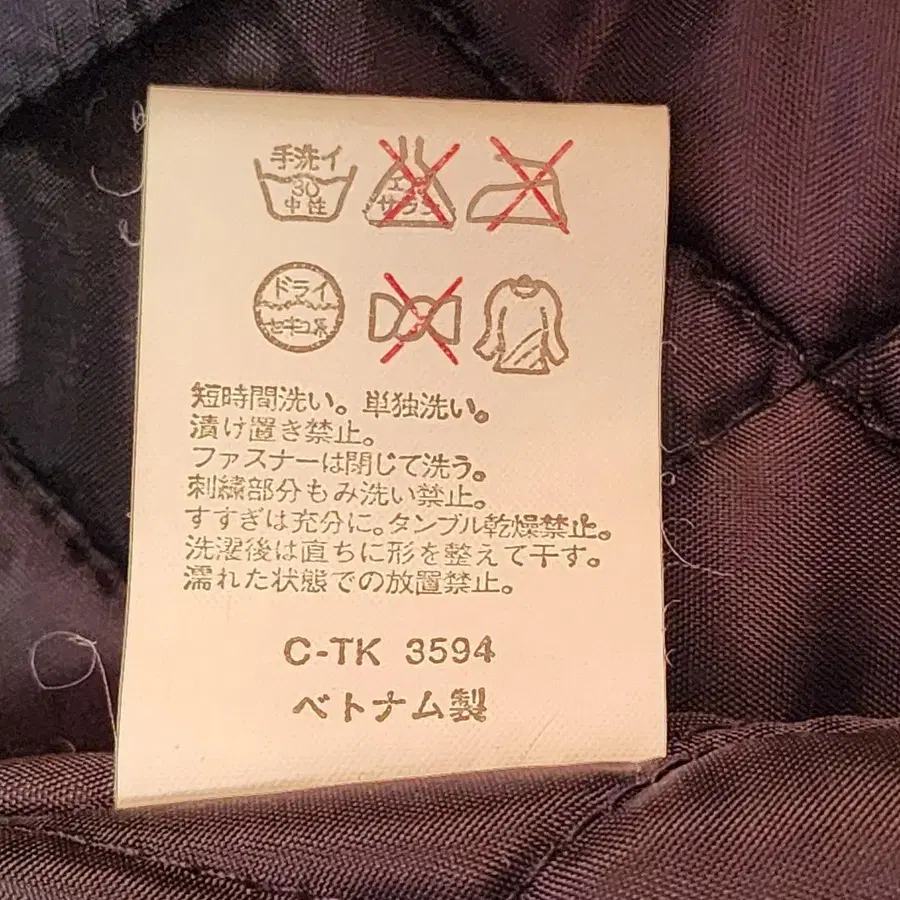 手洗イ
30
中性
エンソ
サラシ
ドライ
セキユ系
短時間洗い。単独洗い。
漬け置き禁止。
ファスナーは閉じて洗う。
刺繍部分もみ洗い禁止。
すすぎは充分に。タンブル乾燥禁止。
洗濯後は直ちに形を整えて干す。
濡れた状態での放置禁止。
C-TK 3594
ベトナム製